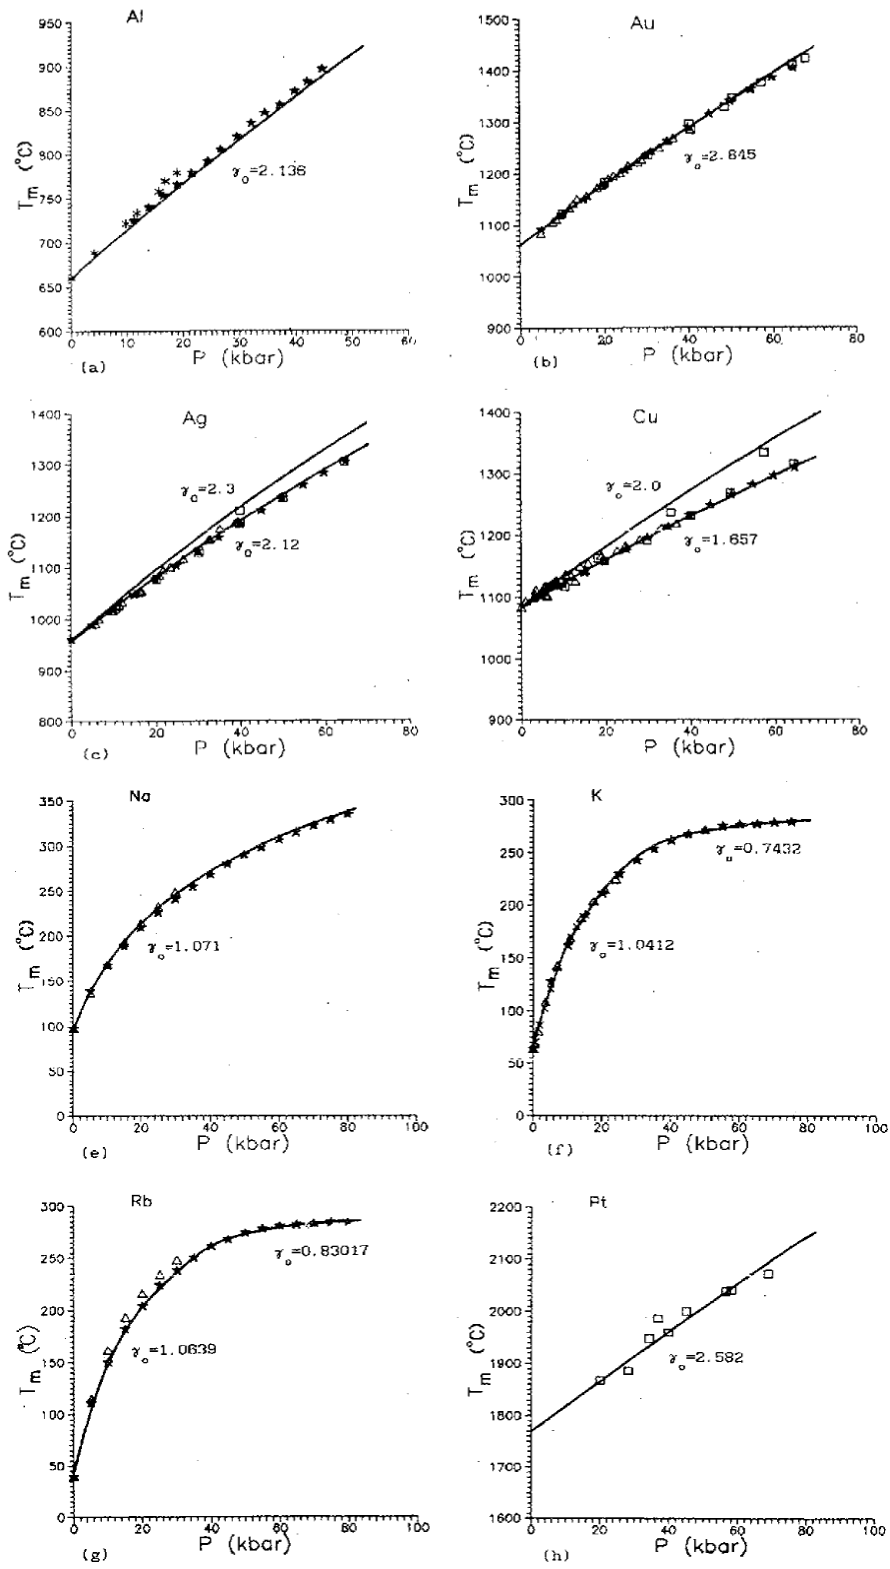 Al
950
900
850
800
750
700
650
600
T_m (°C)
γ_o=2.136
0 10 20 30 40 50 60
P (kbar)
(a)
Au
1500
1400
1300
1200
1100
1000
900
T_m (°C)
γ_o=2.845
0 20 40 60 80
P (kbar)
(b)
Ag
1400
1300
1200
1100
1000
900
800
T_m (°C)
γ_o=2.3
γ_o=2.12
0 20 40 60 80
P (kbar)
(c)
Cu
1400
1300
1200
1100
1000
900
T_m (°C)
γ_o=2.0
γ_o=1.657
0 20 40 60 80
P (kbar)
Na
350
300
250
200
150
100
50
0
T_m (°C)
γ_o=1.071
0 20 40 60 80 100
P (kbar)
(e)
K
300
250
200
150
100
50
0
T_m (°C)
γ_o=0.7432
γ_o=1.0412
0 20 40 60 80 100
P (kbar)
(f)
Rb
300
250
200
150
100
50
0
T_m (°C)
γ_o=0.83017
γ_o=1.0639
0 20 40 60 80 100
P (kbar)
(g)
Pt
2200
2100
2000
1900
1800
1700
1600
T_m (°C)
γ_o=2.582
0 20 40 60 80 100
P (kbar)
(h)